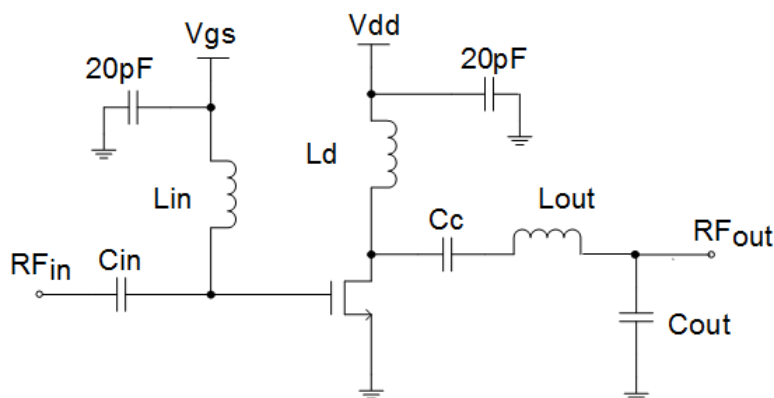 Vgs
Vdd
20pF
20pF
Lin
Ld
Cc
Lout
RFin
Cin
RFout
Cout